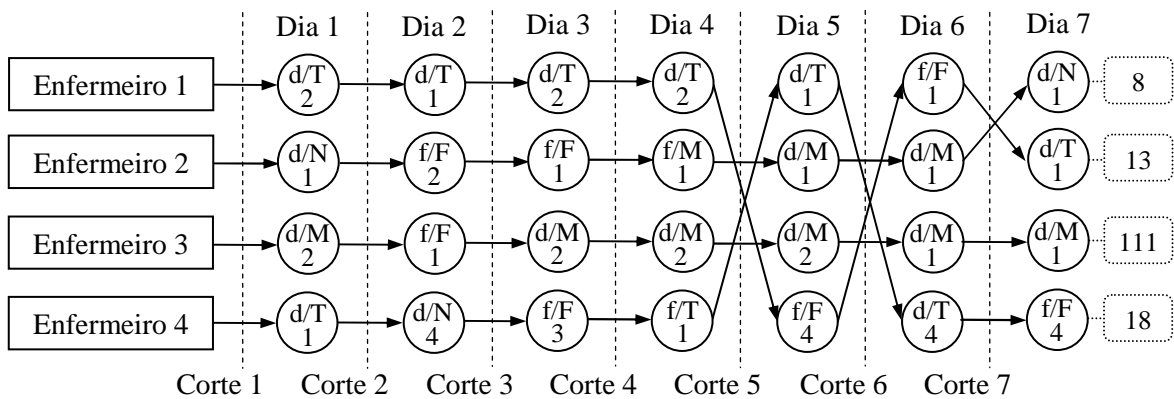 Dia 1 Dia 2 Dia 3 Dia 4 Dia 5 Dia 6 Dia 7
Enfermeiro 1 d/T 2 d/T 1 d/T 2 d/T 2 d/T 1 f/F 1 d/N 1 8
Enfermeiro 2 d/N 1 f/F 2 f/F 1 f/M 1 d/M 1 d/M 1 d/T 1 13
Enfermeiro 3 d/M 2 f/F 1 d/M 2 d/M 2 d/M 2 d/M 1 d/M 1 111
Enfermeiro 4 d/T 1 d/N 4 f/F 3 f/T 1 f/F 4 d/T 4 f/F 4 18
Corte 1 Corte 2 Corte 3 Corte 4 Corte 5 Corte 6 Corte 7